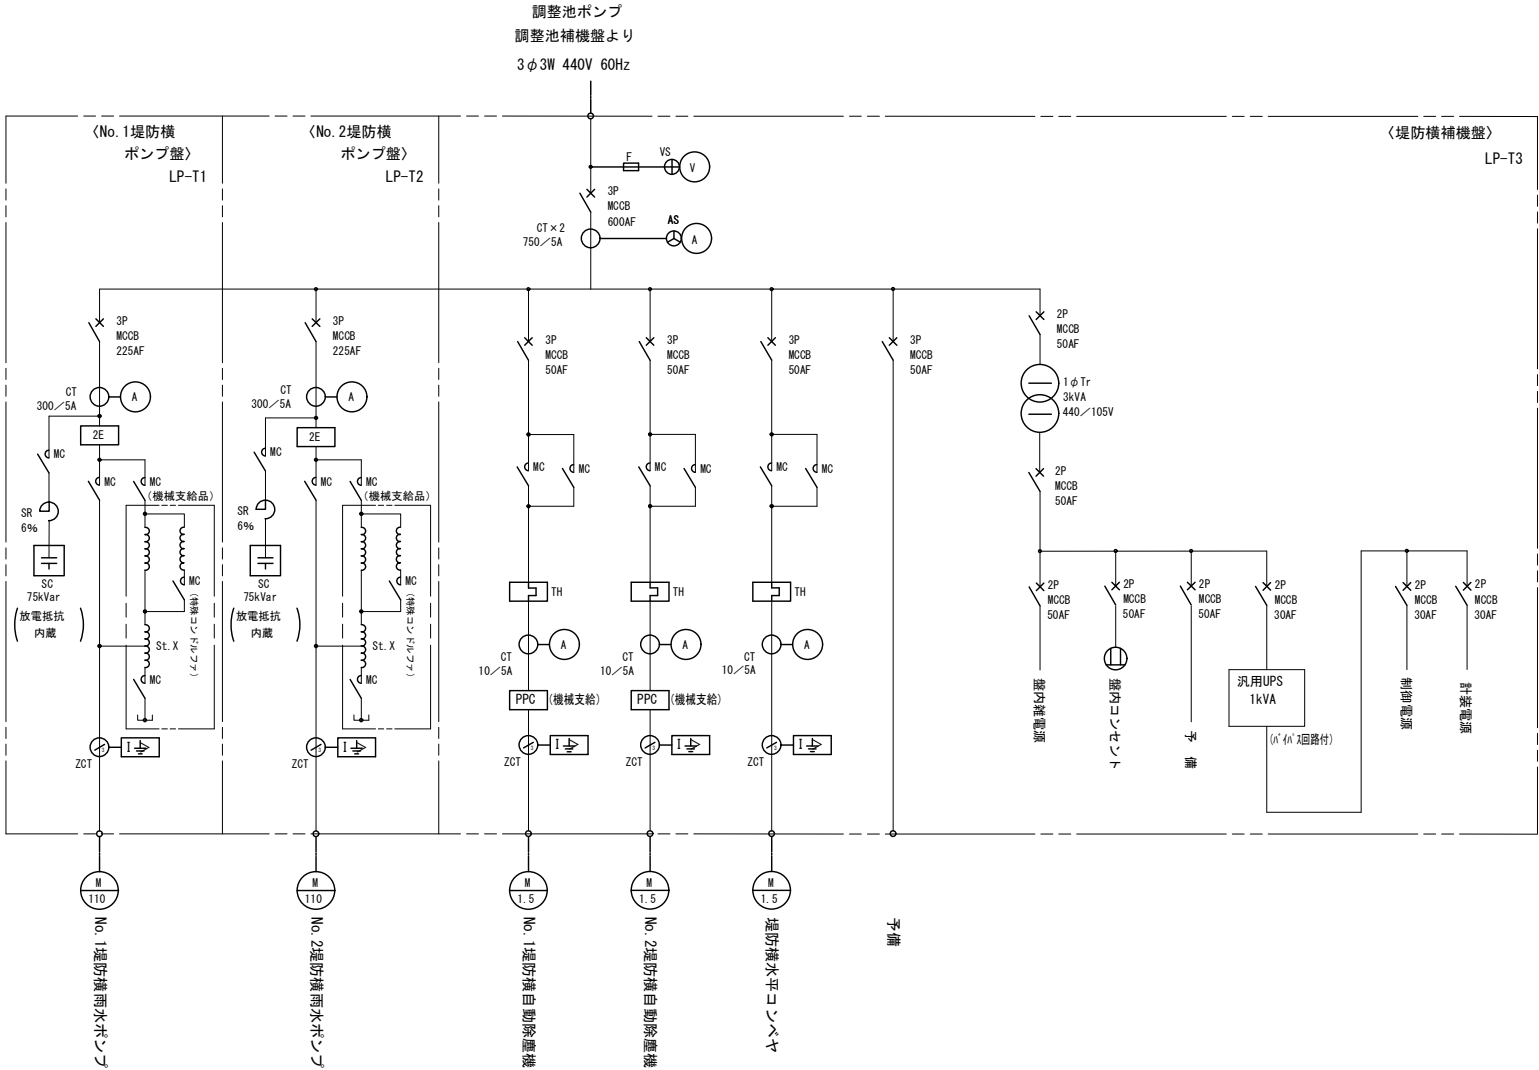 調整池ポンプ
調整池補機盤より
3φ3W 440V 60Hz
〈No.1堤防横
ポンプ盤〉
LP-T1
〈No.2堤防横
ポンプ盤〉
LP-T2
〈堤防横補機盤〉
LP-T3
F
VS
V
3P
MCCB
600AF
CT×2
750／5A
AS
A
3P
MCCB
225AF
CT
300／5A
A
2E
MC
MC
MC
(機械支給品)
SR
6%
SC
75kVar
(放電抵抗
内蔵)
MC
(特殊コンドルファ)
St.X
MC
ZCT
I
M
110
No.1堤防横雨水ポンプ
3P
MCCB
225AF
CT
300／5A
A
2E
MC
MC
MC
(機械支給品)
SR
6%
SC
75kVar
(放電抵抗
内蔵)
MC
(特殊コンドルファ)
St.X
MC
ZCT
I
M
110
No.2堤防横雨水ポンプ
3P
MCCB
50AF
MC
MC
TH
CT
10／5A
A
PPC
(機械支給)
ZCT
I
M
1.5
No.1堤防横自動除塵機
3P
MCCB
50AF
MC
MC
TH
CT
10／5A
A
PPC
(機械支給)
ZCT
I
M
1.5
No.2堤防横自動除塵機
3P
MCCB
50AF
MC
MC
TH
CT
10／5A
A
ZCT
I
M
1.5
堤防横水平コンベヤ
3P
MCCB
50AF
予備
2P
MCCB
50AF
1φTr
3kVA
440／105V
2P
MCCB
50AF
2P
MCCB
50AF
盤内雑電源
2P
MCCB
50AF
盤内コンセント
2P
MCCB
50AF
予備
2P
MCCB
30AF
汎用UPS
1kVA
(ﾊﾞｲﾊﾟｽ回路付)
2P
MCCB
30AF
制御電源
2P
MCCB
30AF
計装電源